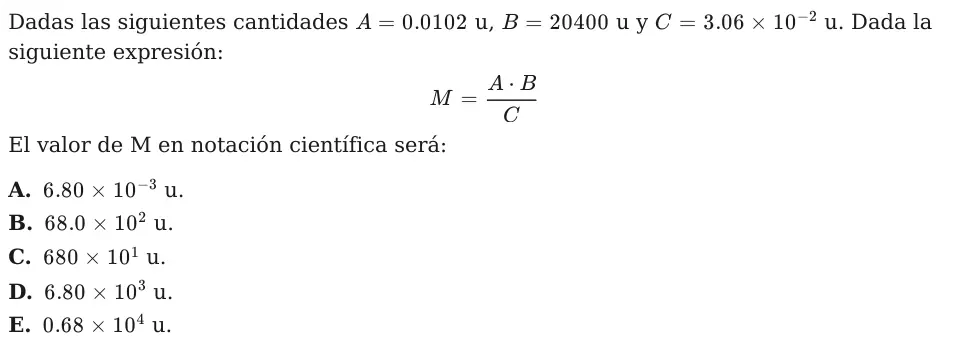 Dadas las siguientes cantidades A = 0.0102 u, B = 20400 u y C = 3.06 × 10⁻² u. Dada la
siguiente expresión:
M = \frac{A · B}{C}
El valor de M en notación científica será:
A. 6.80 × 10⁻³ u.
B. 68.0 × 10² u.
C. 680 × 10¹ u.
D. 6.80 × 10³ u.
E. 0.68 × 10⁴ u.